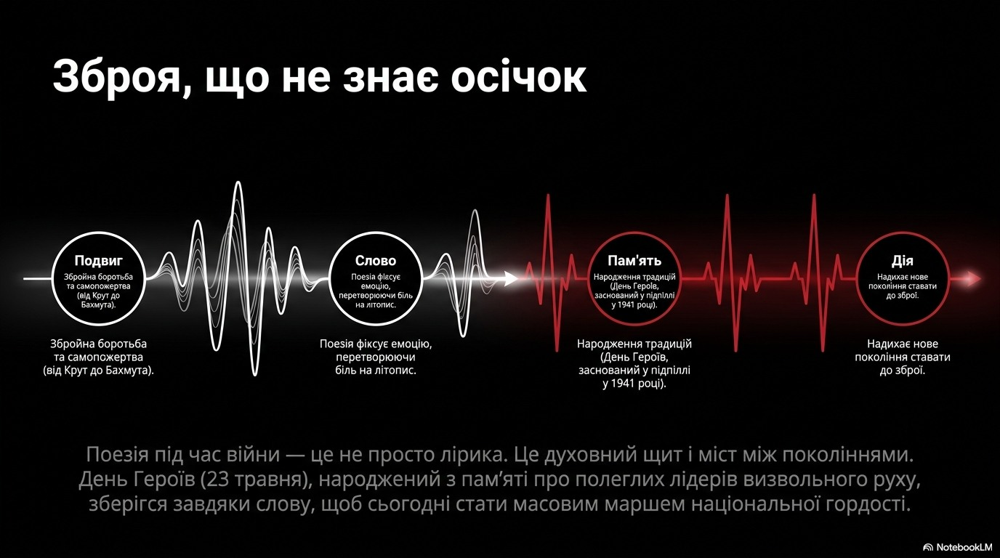 Зброя, що не знає осічок
Подвиг
Збройна боротьба
та самопожертва
(від Крут до
Бахмута).
Слово
Поезіа фіксує
емоцію,
перетворюючи біль
на літопис.
Пам'ять
Народження традицій
(День Героїв,
заснований у підпіллі
у 1941 році).
Дія
Надихає нове
покоління ставати
до зброї.
Збройна боротьба
та самопожертва
(від Крут до Бахмута).
Поезія фіксує емоцію,
перетворюючи
біль на літопис.
Народження традицій
(День Героїв,
заснований у підпіллі
у 1941 році).
Надихає нове
покоління ставати
до зброї.
Поезія під час війни — це не просто лірика. Це духовний щит і міст між поколіннями.
День Героїв (23 травня), народжений з пам’яті про полеглих лідерів визвольного руху,
зберігся завдяки слову, щоб сьогодні стати масовим маршем національної гордості.
NotebookLM